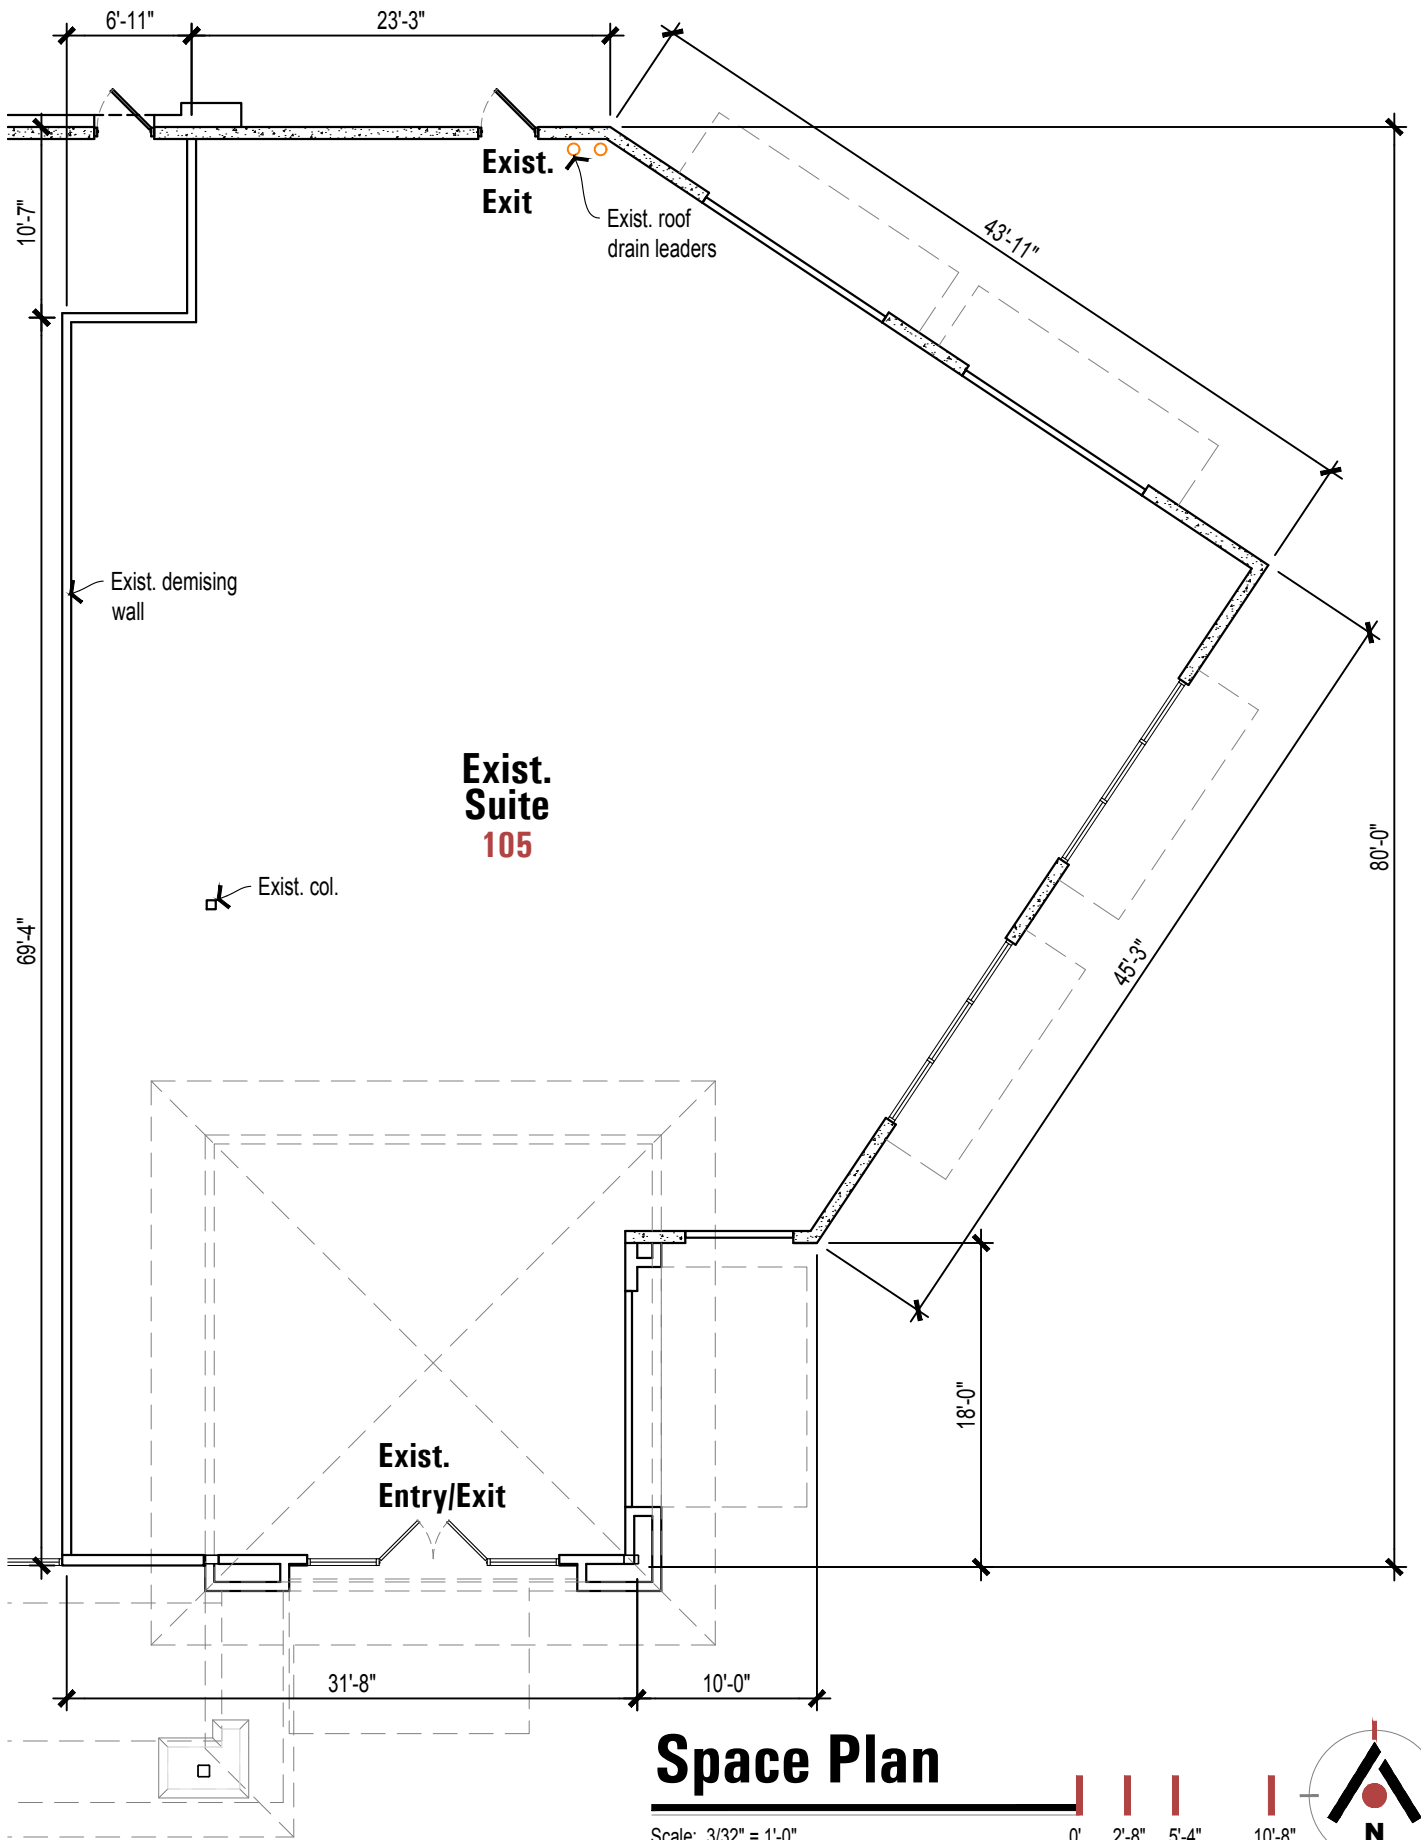 6'-11"
23'-3"
43'-11"
10'-7"
Exist.
Exit
Exist. roof
drain leaders
Exist. demising
wall
Exist.
Suite
105
Exist. col.
80'-0"
69'-4"
45'-3"
18'-0"
Exist.
Entry/Exit
31'-8"
10'-0"
Space Plan
Scale: 3/32" = 1'-0"
0'
2'-8"
5'-4"
10'-8"
N